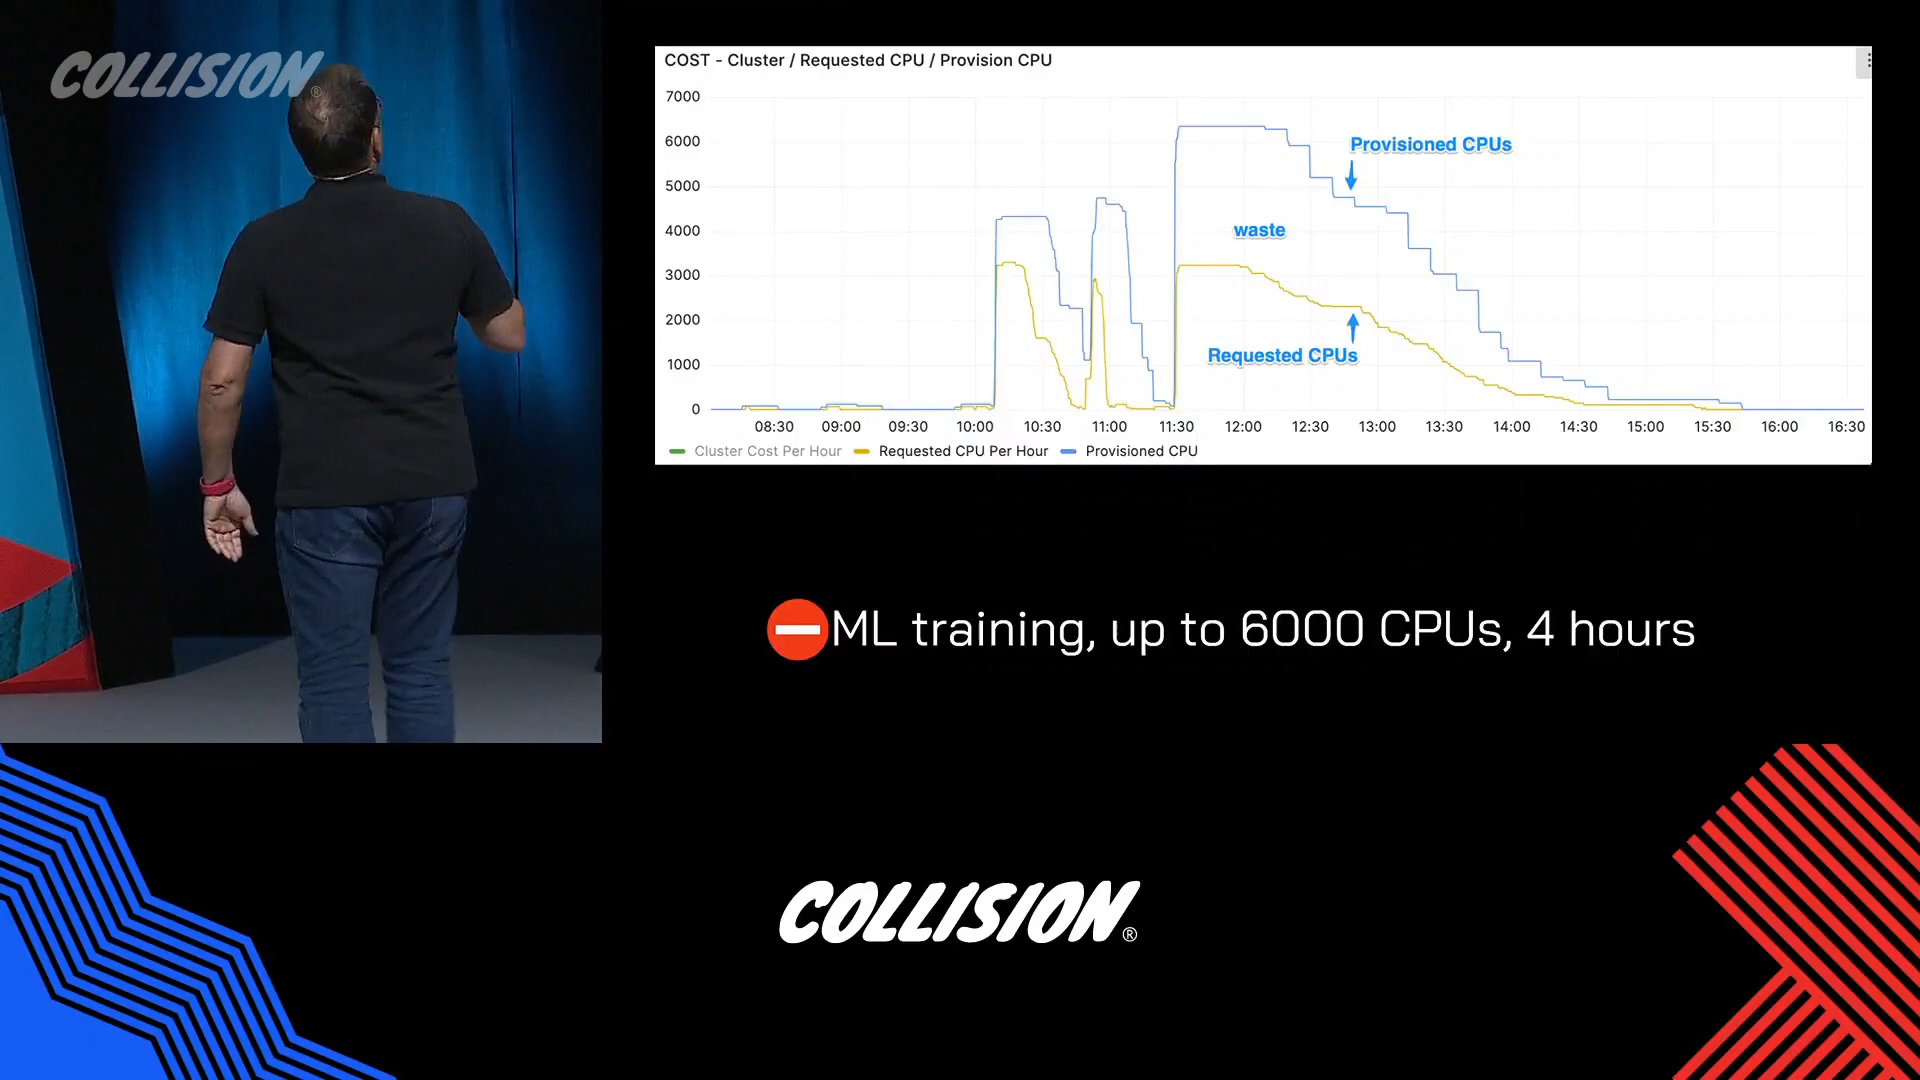 COLLISION®
COST - Cluster / Requested CPU / Provision CPU
7000
6000
5000
4000
3000
2000
1000
0
Provisioned CPUs
waste
Requested CPUs
08:30 09:00 09:30 10:00 10:30 11:00 11:30 12:00 12:30 13:00 13:30 14:00 14:30 15:00 15:30 16:00 16:30
Cluster Cost Per Hour Requested CPU Per Hour Provisioned CPU
ML training, up to 6000 CPUs, 4 hours
COLLISION®